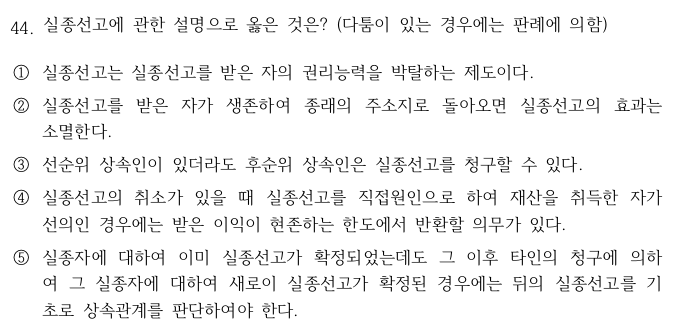 44. 실종선고에 관한 설명으로 옳은 것은? (다툼이 있는 경우에는 판례에 의함)
① 실종선고는 실종선고를 받은 자의 권리능력을 박탈하는 제도이다.
② 실종선고를 받은 자가 생존하여 종래의 주소지로 돌아오면 실종선고의 효과는
소멸한다.
③ 선순위 상속인이 있더라도 후순위 상속인은 실종선고를 청구할 수 있다.
④ 실종선고의 취소가 있을 때 실종선고를 직접원인으로 하여 재산을 취득한 자가
선의인 경우에는 받은 이익이 현존하는 한도에서 반환할 의무가 있다.
⑤ 실종자에 대하여 이미 실종선고가 확정되었는데도 그 이후 타인의 청구에 의하
여 그 실종자에 대하여 새로이 실종선고가 확정된 경우에는 뒤의 실종선고를 기
초로 상속관계를 판단하여야 한다.